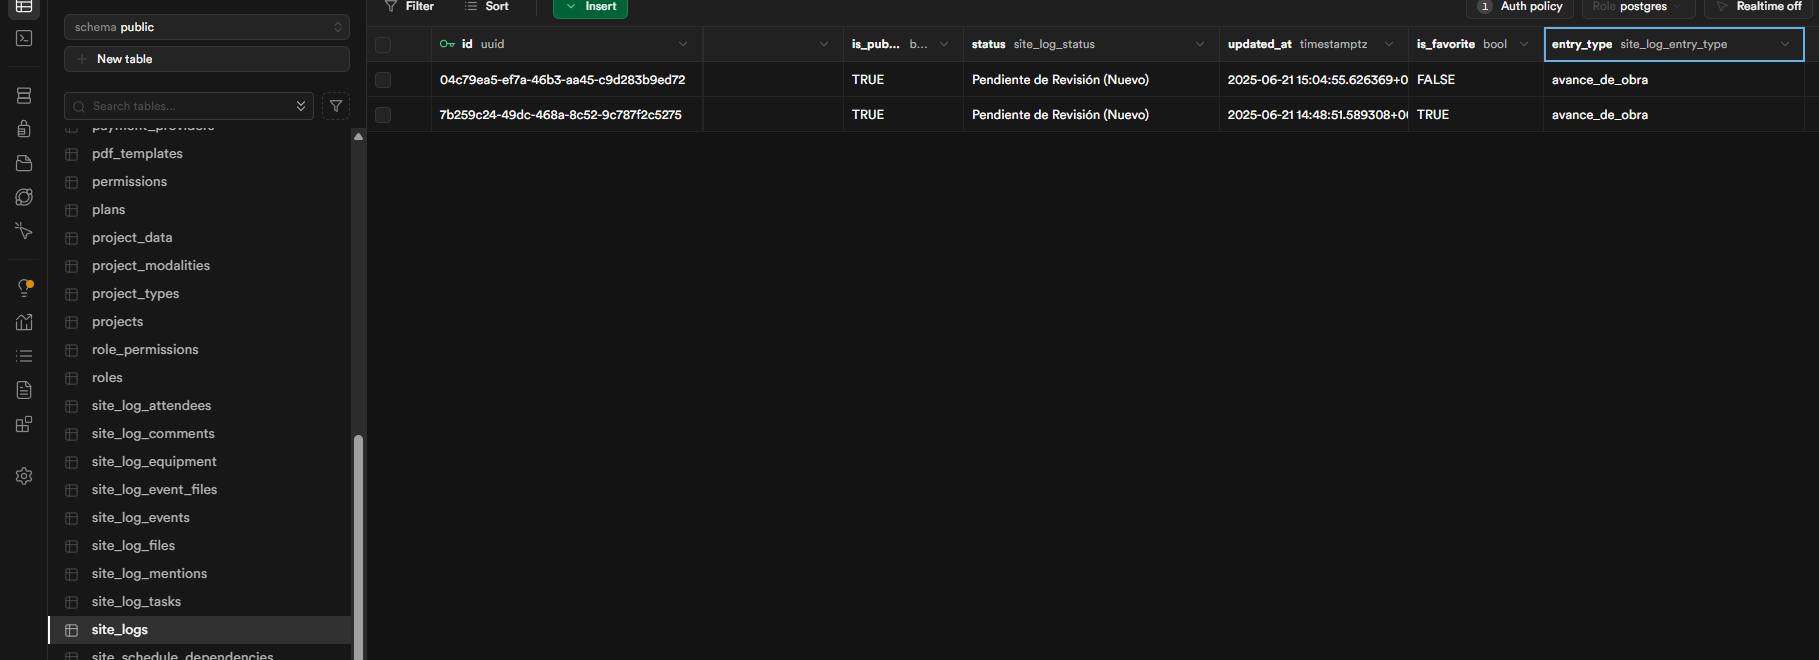 schema public
New table
Search tables...
payment_providers
pdf_templates
permissions
plans
project_data
project_modalities
project_types
projects
role_permissions
roles
site_log_attendees
site_log_comments
site_log_equipment
site_log_event_files
site_log_events
site_log_files
site_log_mentions
site_log_tasks
site_logs
site_schedule_dependencies
Filter Sort Insert 1 Auth policy Role postgres Realtime off
id uuid is_pub... b... status site_log_status updated_at timestamptz is_favorite bool entry_type site_log_entry_type
04c79ea5-ef7a-46b3-aa45-c9d283b9ed72 TRUE Pendiente de Revisión (Nuevo) 2025-06-21 15:04:55.626369+0 FALSE avance_de_obra
7b259c24-49dc-468a-8c52-9c787f2c5275 TRUE Pendiente de Revisión (Nuevo) 2025-06-21 14:48:51.589308+0 TRUE avance_de_obra